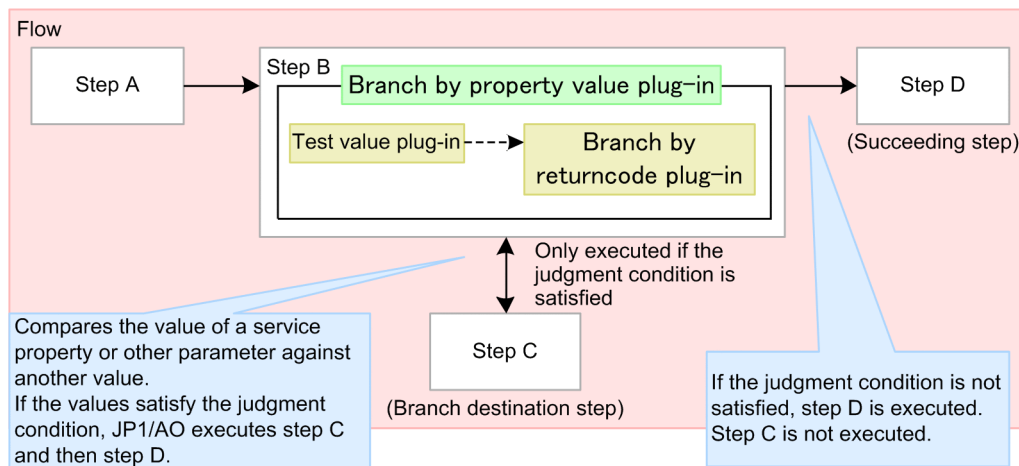 Flow
Step A
Step B
Branch by property value plug-in
Test value plug-in
Branch by
returncode plug-in
Step D
(Succeeding step)
Only executed if the
judgment condition is
satisfied
Step C
(Branch destination step)
Compares the value of a service
property or other parameter against
another value.
If the values satisfy the judgment
condition, JP1/AO executes step C
and then step D.
If the judgment condition is not
satisfied, step D is executed.
Step C is not executed.